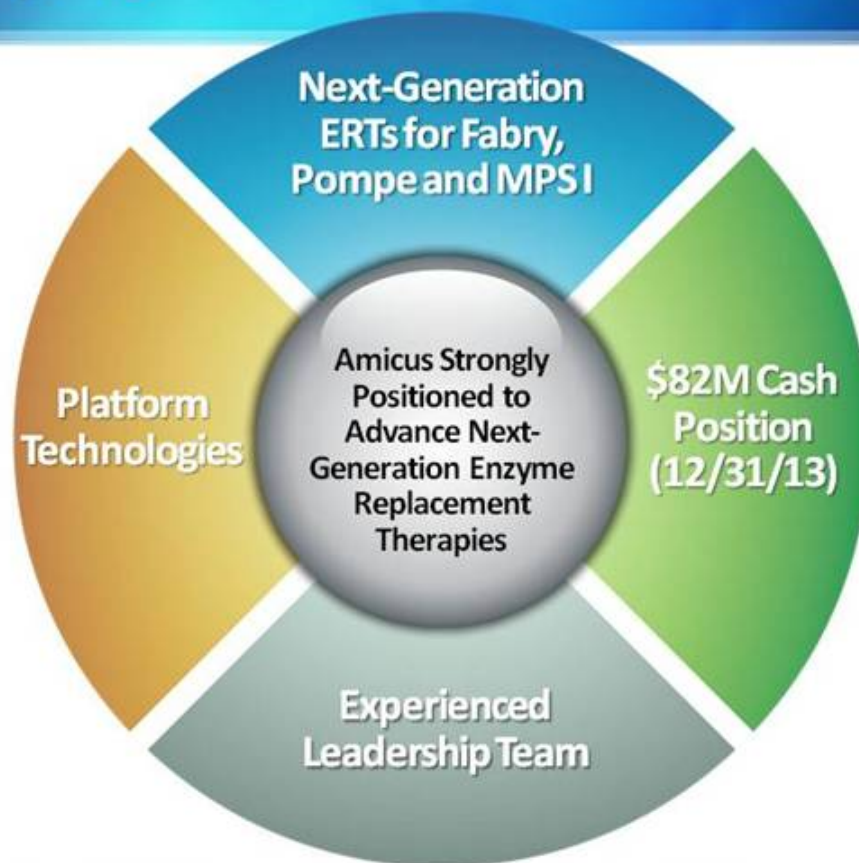 Next-Generation
ERTs for Fabry,
Pompe and MPS I
Platform
Technologies
Amicus Strongly
Positioned to
Advance Next-
Generation Enzyme
Replacement
Therapies
$82M Cash
Position
(12/31/13)
Experienced
Leadership Team